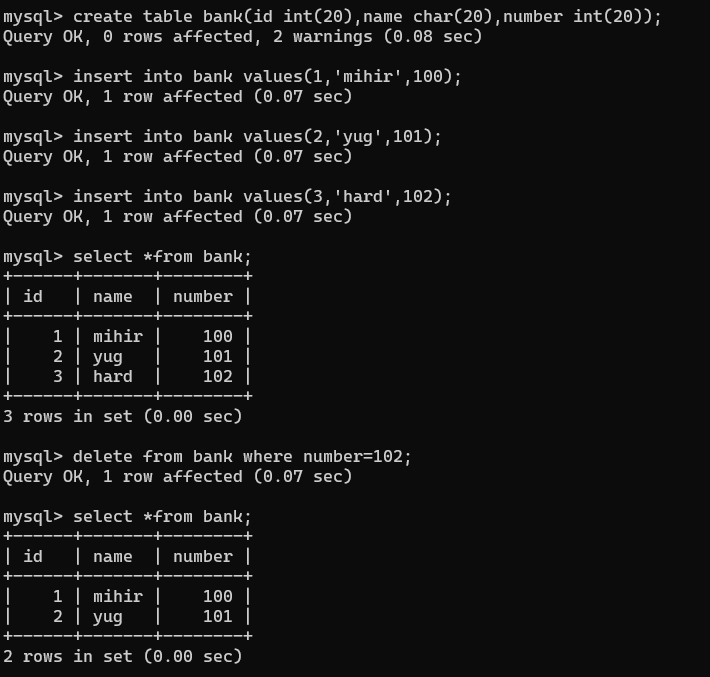 mysql> create table bank(id int(20),name char(20),number int(20));
Query OK, 0 rows affected, 2 warnings (0.08 sec)
mysql> insert into bank values(1,'mihir',100);
Query OK, 1 row affected (0.07 sec)
mysql> insert into bank values(2,'yug',101);
Query OK, 1 row affected (0.07 sec)
mysql> insert into bank values(3,'hard',102);
Query OK, 1 row affected (0.07 sec)
mysql> select *from bank;
+------+-------+--------+
| id   | name  | number |
+------+-------+--------+
|    1 | mihir |    100 |
|    2 | yug   |    101 |
|    3 | hard  |    102 |
+------+-------+--------+
3 rows in set (0.00 sec)
mysql> delete from bank where number=102;
Query OK, 1 row affected (0.07 sec)
mysql> select *from bank;
+------+-------+--------+
| id   | name  | number |
+------+-------+--------+
|    1 | mihir |    100 |
|    2 | yug   |    101 |
+------+-------+--------+
2 rows in set (0.00 sec)